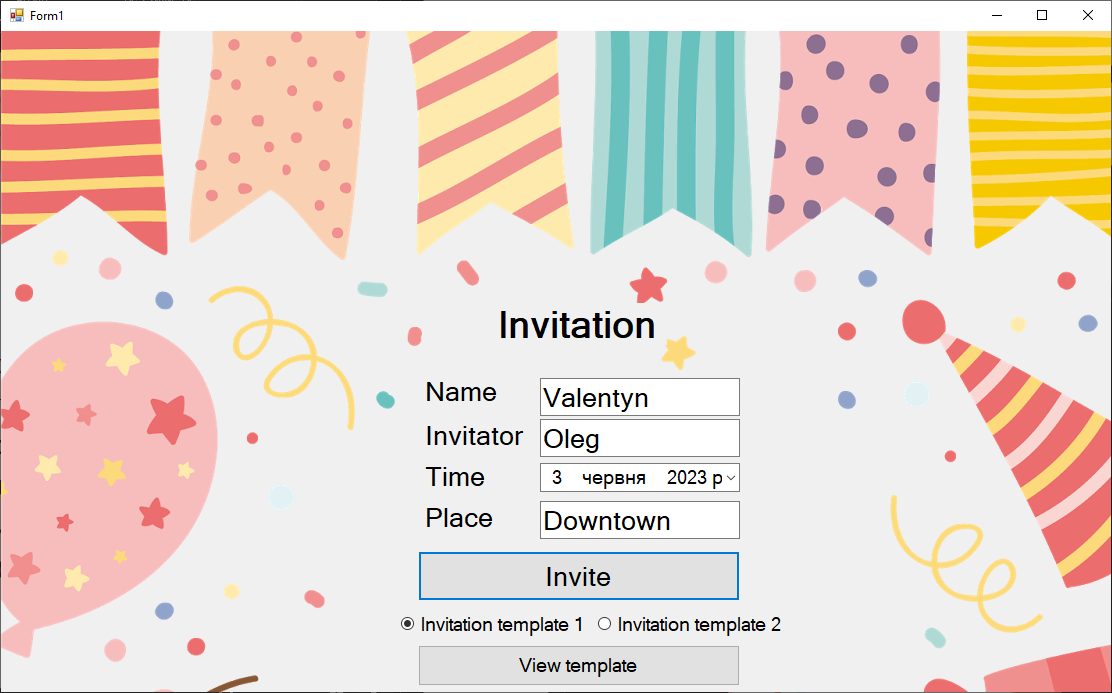 Form1
Invitation
Name Valentyn
Invitator Oleg
Time 3 червня 2023 р
Place Downtown
Invite
Invitation template 1 Invitation template 2
View template